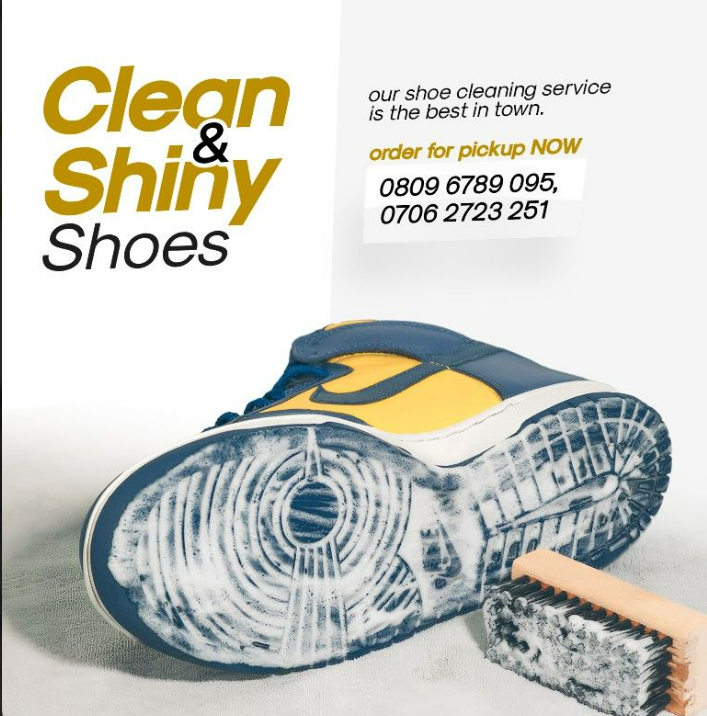 Clean
&
Shiny
Shoes
our shoe cleaning service
is the best in town.
order for pickup NOW
0809 6789 095,
0706 2723 251
NIKE